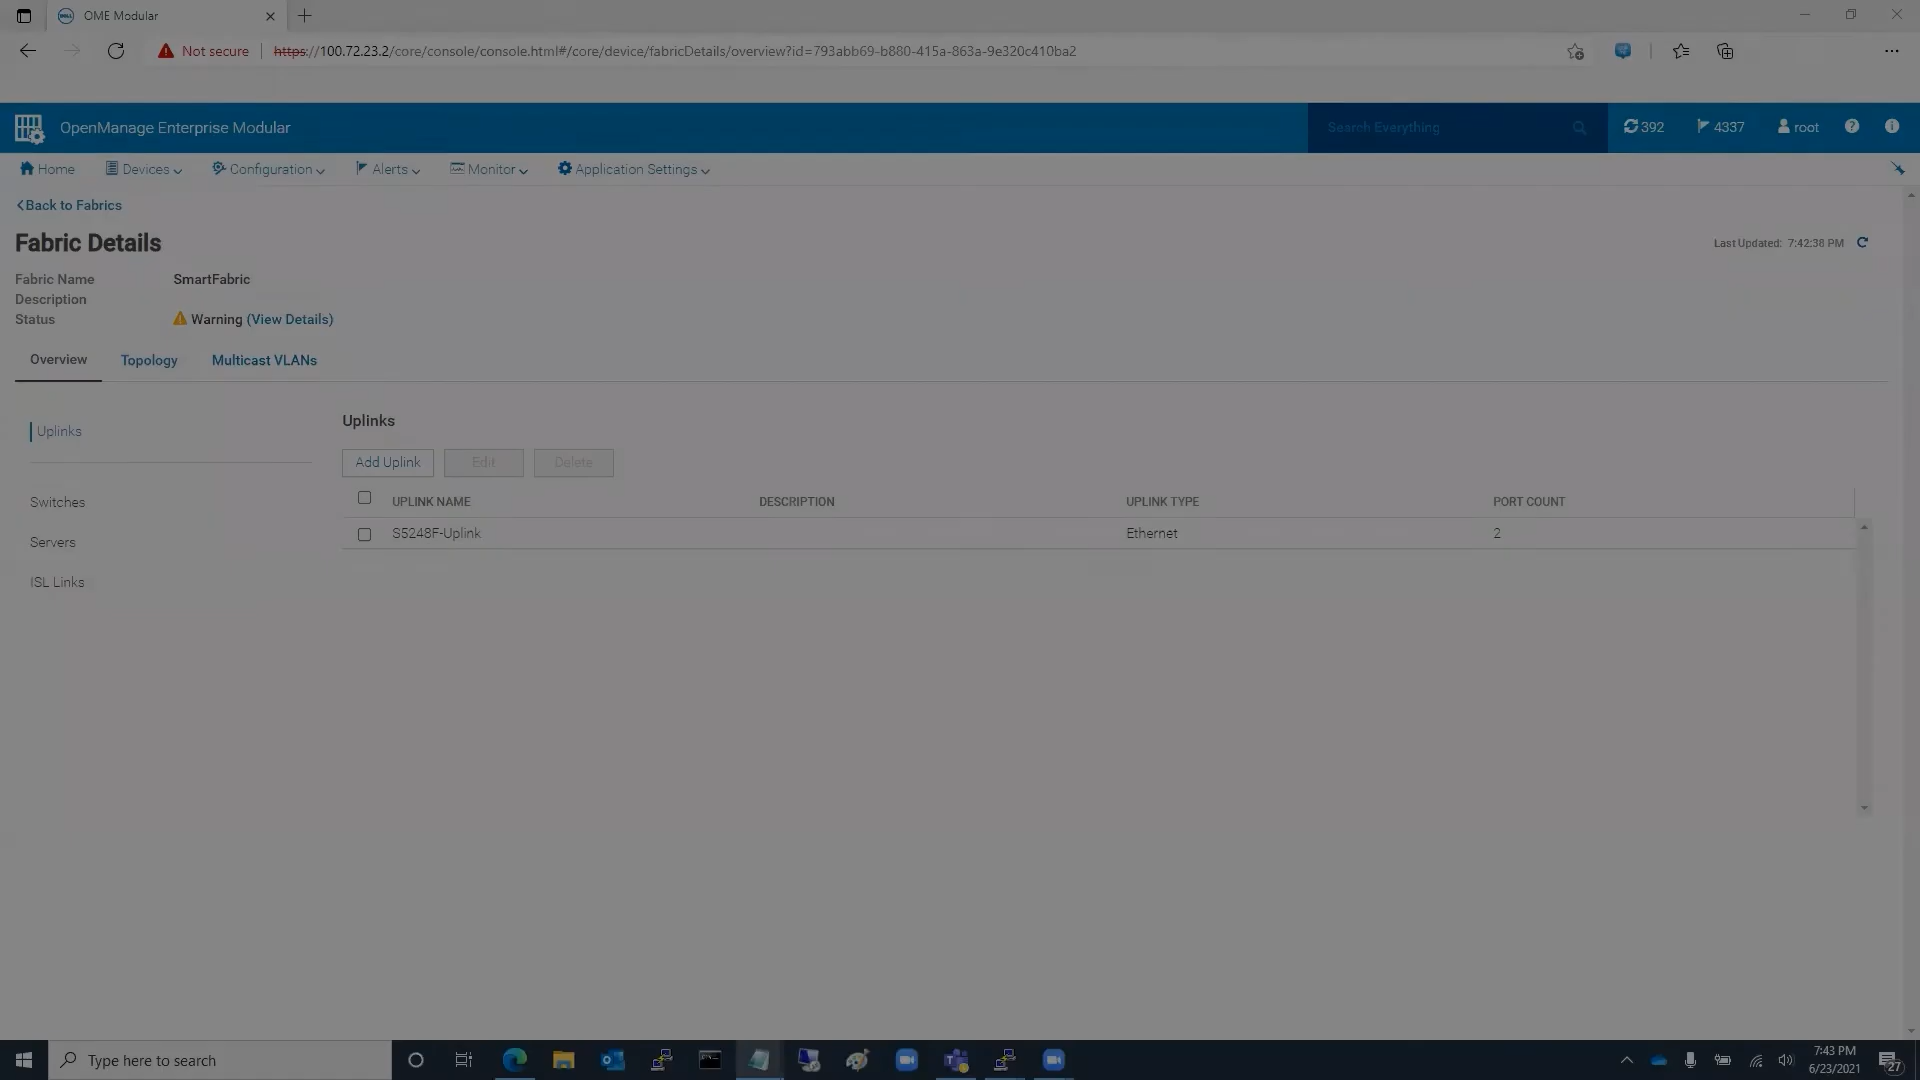 OME Modular
Not secure
https://100.72.23.2/core/console/console.html#/core/device/fabricDetails/overview?id=793abb69-b880-415a-863a-9e320c410ba2
OpenManage Enterprise Modular
Search Everything
392
4337
root
Home
Devices
Configuration
Alerts
Monitor
Application Settings
Back to Fabrics
Fabric Details
Last Updated: 7:42:38 PM
Fabric Name SmartFabric
Description
Status Warning (View Details)
Overview
Topology
Multicast VLANs
Uplinks
Switches
Servers
ISL Links
Uplinks
Add Uplink
Edit
Delete
UPLINK NAME DESCRIPTION UPLINK TYPE PORT COUNT
S5248F-Uplink Ethernet 2
Type here to search
7:43 PM
6/23/2021
27